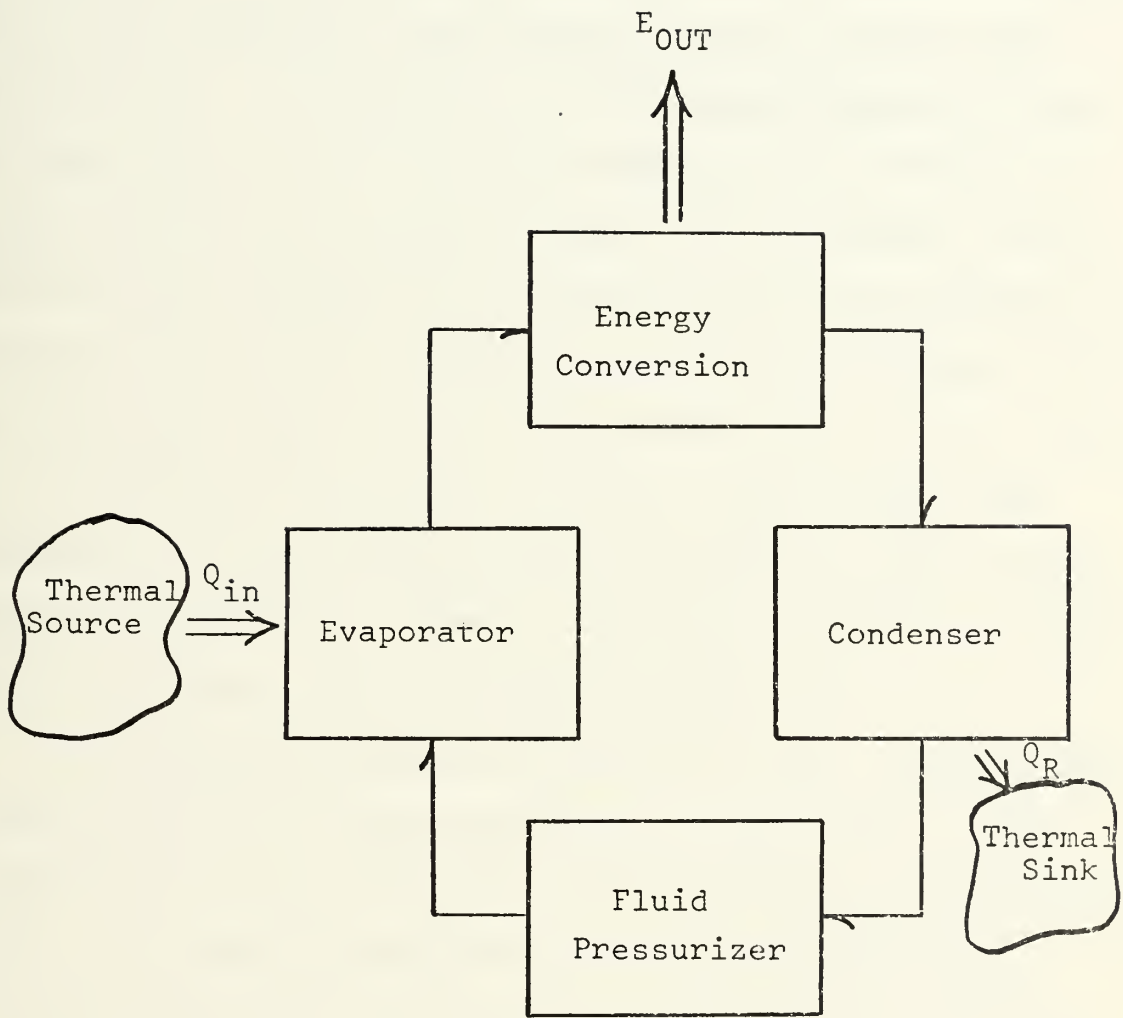 E_OUT
Energy
Conversion
Thermal
Source
Q_in
Evaporator
Condenser
Q_R
Thermal
Sink
Fluid
Pressurizer